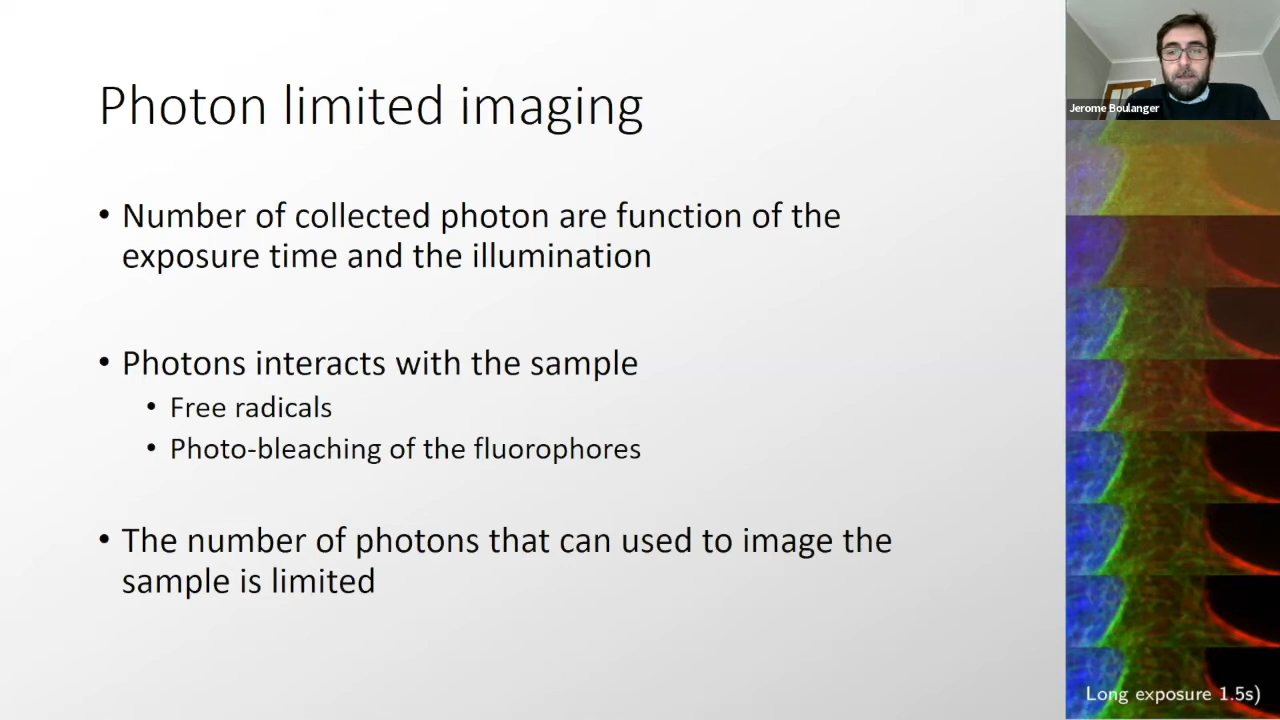 Photon limited imaging
Jerome Boulanger
• Number of collected photon are function of the
exposure time and the illumination
• Photons interacts with the sample
• Free radicals
• Photo-bleaching of the fluorophores
• The number of photons that can used to image the
sample is limited
Long exposure 1.5s)